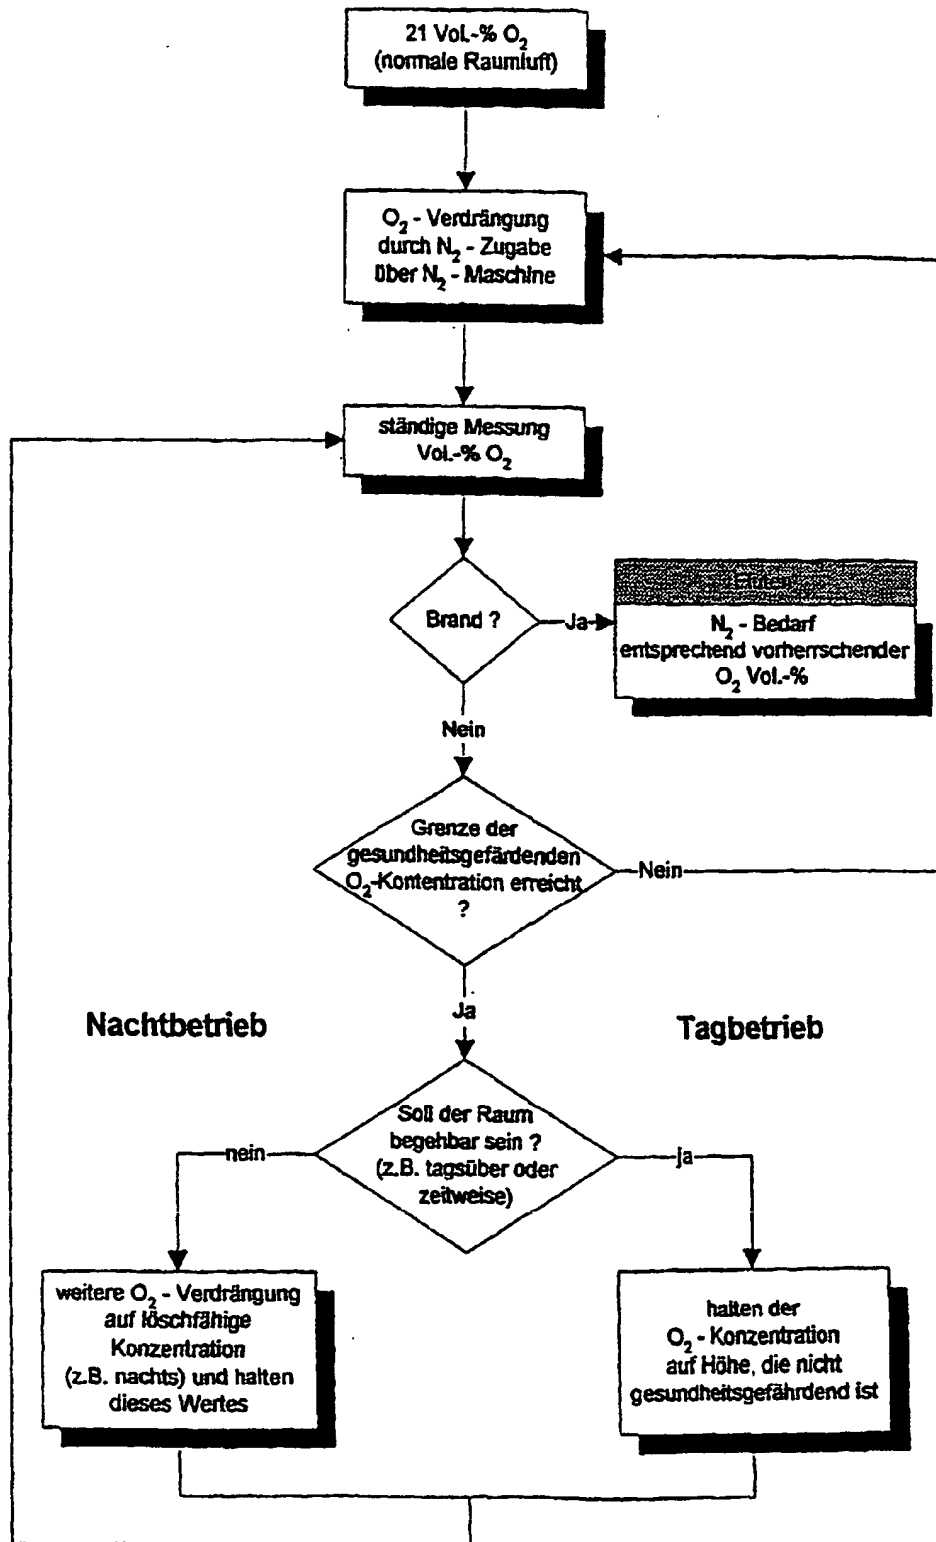 21 Vol.-% O₂
(normale Raumluft)
O₂ - Verdrängung
durch N₂ - Zugabe
über N₂ - Maschine
ständige Messung
Vol.-% O₂
Brand ?
Ja
Fluten
N₂ - Bedarf
entsprechend vorherrschender
O₂ Vol.-%
Nein
Grenze der
gesundheitsgefärdenden
O₂-Kontentration erreicht
?
Nein
Ja
Nachtbetrieb
Tagbetrieb
Soll der Raum
begehbar sein ?
(z.B. tagsüber oder
zeitweise)
nein
ja
weitere O₂ - Verdrängung
auf löschfähige
Konzentration
(z.B. nachts) und halten
dieses Wertes
halten der
O₂ - Konzentration
auf Höhe, die nicht
gesundheitsgefährdend ist